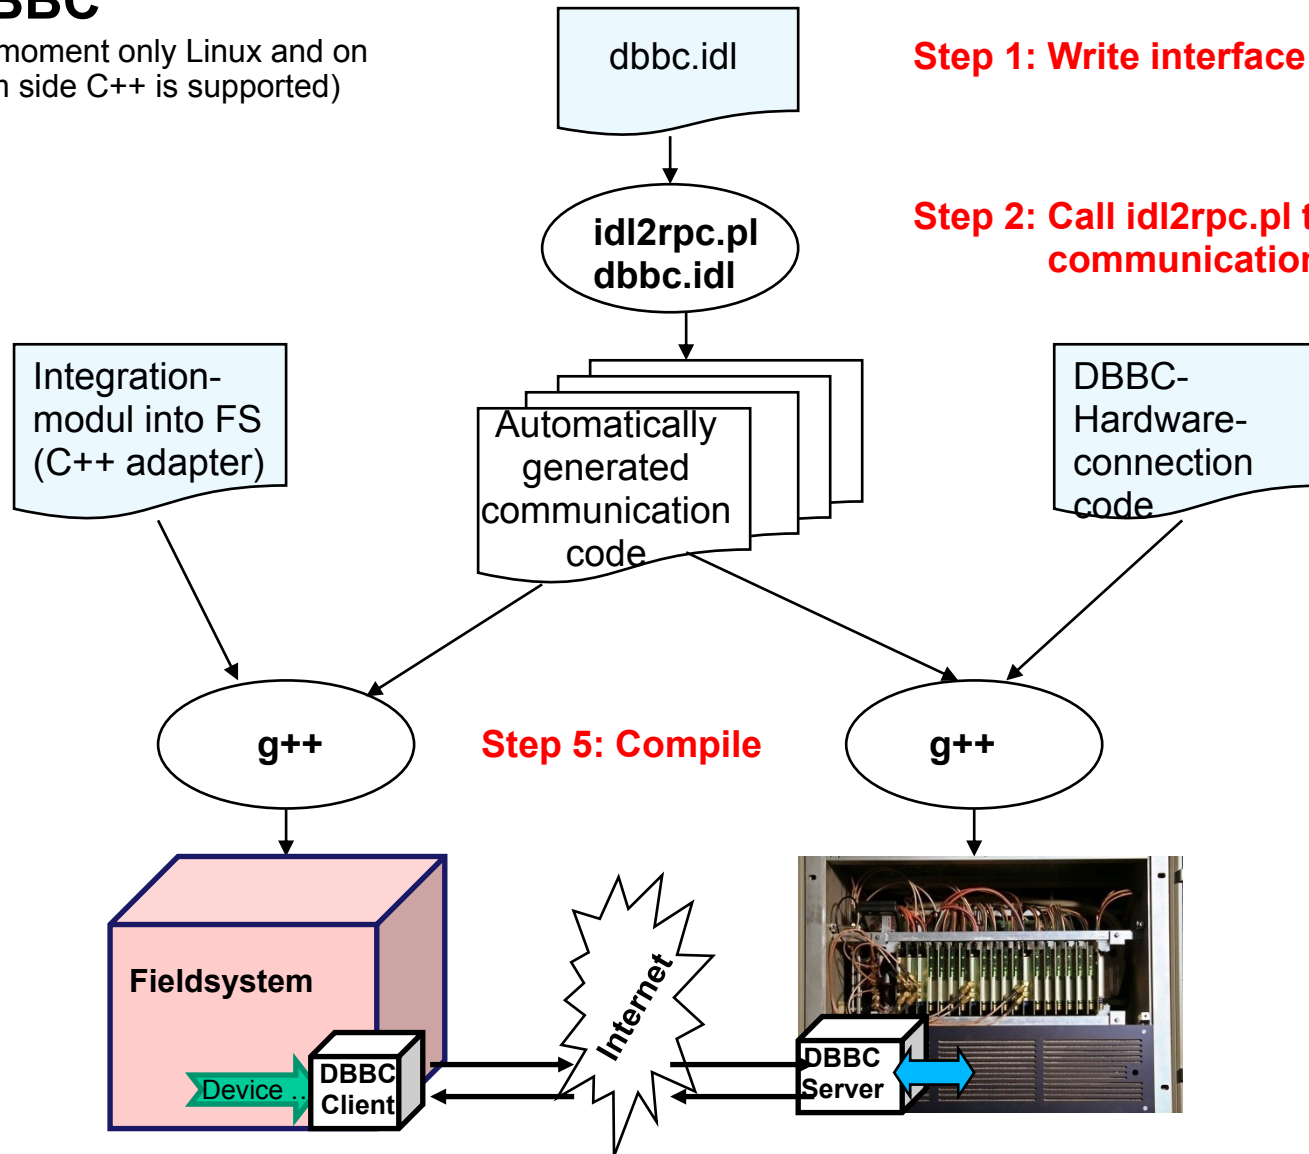 BBC
moment only Linux and on
side C++ is supported)
dbbc.idl
Step 1: Write interface
idl2rpc.pl
dbbc.idl
Step 2: Call idl2rpc.pl
communication
Integration-
modul into FS
(C++ adapter)
Automatically
generated
communication
code
DBBC-
Hardware-
connection
code
g++
Step 5: Compile
g++
Fieldsystem
Device ..
DBBC
Client
Internet
DBBC
Server